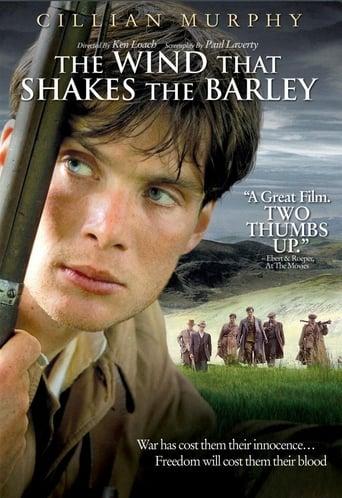 CILLIAN MURPHY
Directed By Ken Loach Screenplay By Paul Laverty
THE WIND THAT
SHAKES THE BARLEY
“A Great Film.
TWO
THUMBS
UP.”
– Ebert & Roeper,
At The Movies
War has cost them their innocence…
Freedom will cost them their blood